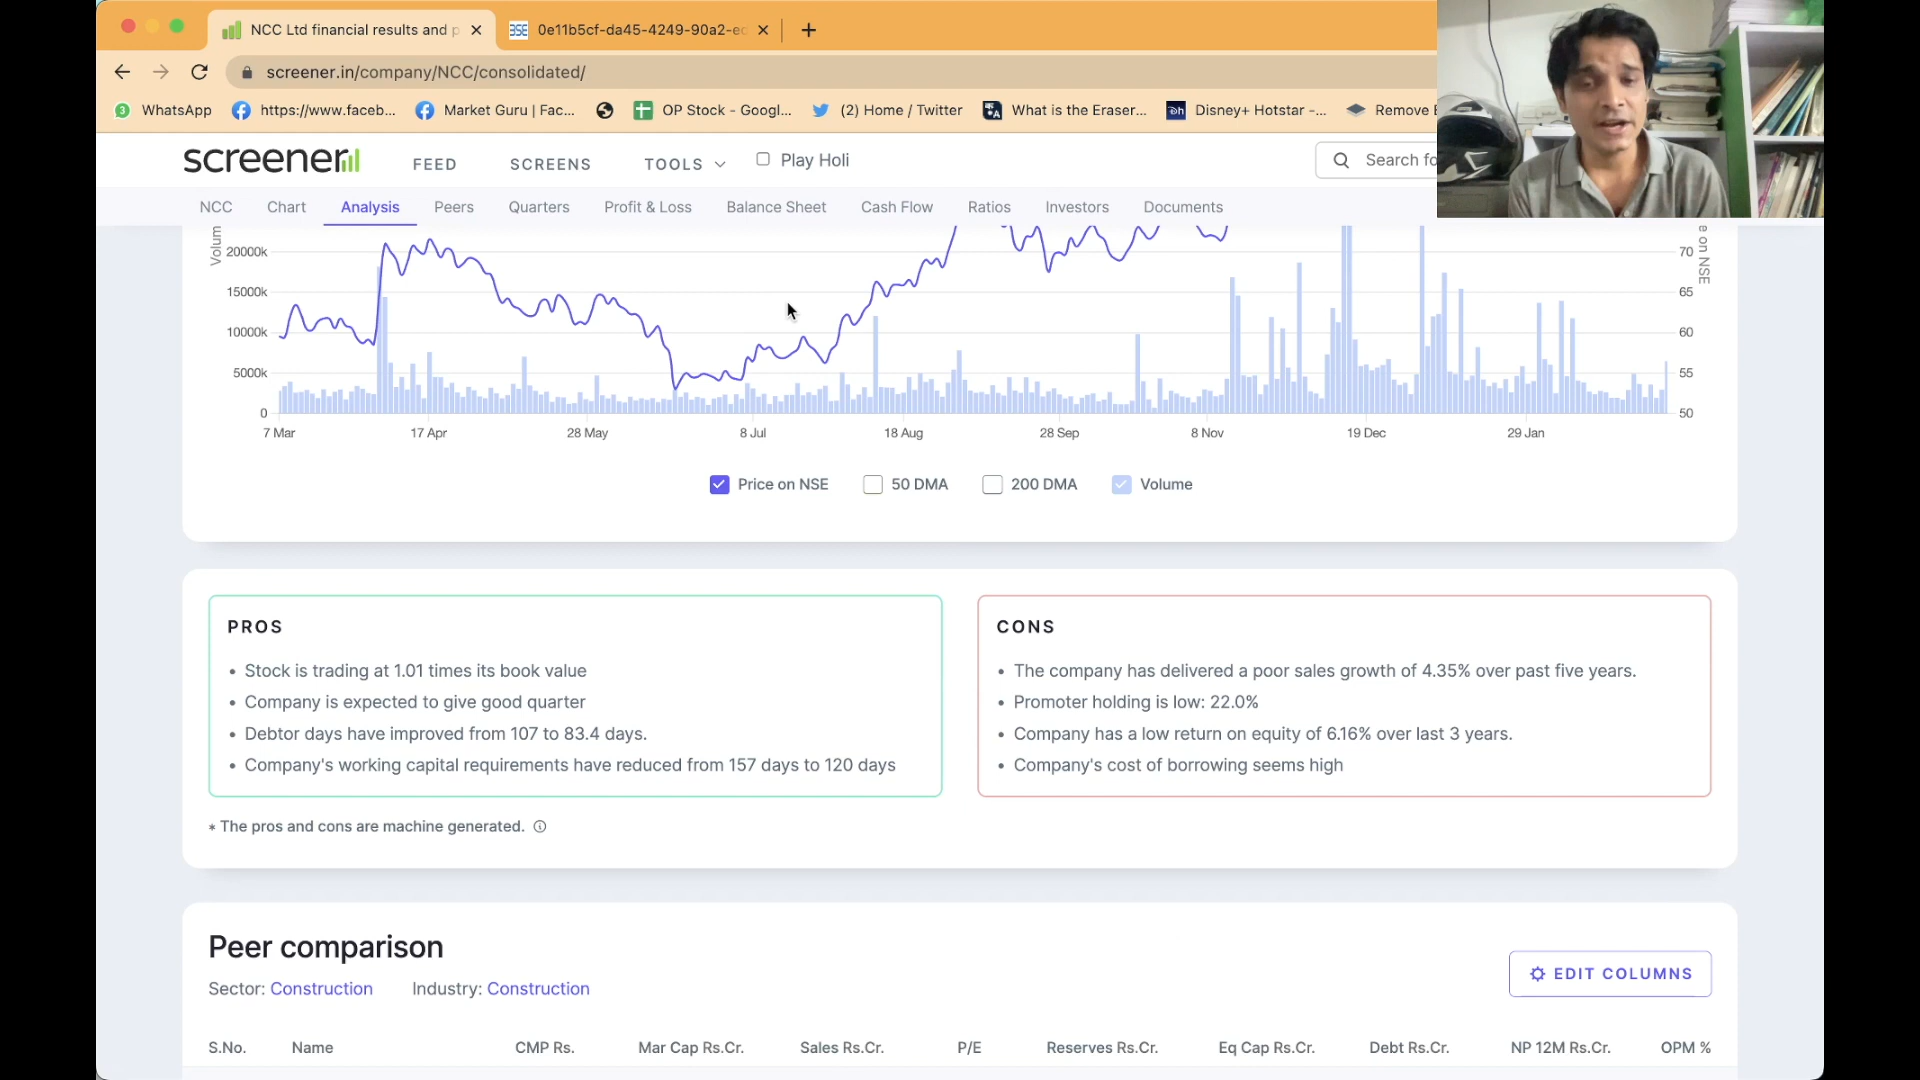 NCC Ltd financial results and p
0e11b5cf-da45-4249-90a2-ec
screener.in/company/NCC/consolidated/
3 WhatsApp https://www.faceb... Market Guru | Fac... OP Stock - Googl... (2) Home / Twitter What is the Eraser... Disney+ Hotstar -... Remove
screener FEED SCREENS TOOLS Play Holi Search fo
NCC Chart Analysis Peers Quarters Profit & Loss Balance Sheet Cash Flow Ratios Investors Documents
Volum
e on NSE
20000k 70
15000k 65
10000k 60
5000k 55
0 50
7 Mar 17 Apr 28 May 8 Jul 18 Aug 28 Sep 8 Nov 19 Dec 29 Jan
Price on NSE 50 DMA 200 DMA Volume
PROS
• Stock is trading at 1.01 times its book value
• Company is expected to give good quarter
• Debtor days have improved from 107 to 83.4 days.
• Company's working capital requirements have reduced from 157 days to 120 days
CONS
• The company has delivered a poor sales growth of 4.35% over past five years.
• Promoter holding is low: 22.0%
• Company has a low return on equity of 6.16% over last 3 years.
• Company's cost of borrowing seems high
* The pros and cons are machine generated.
Peer comparison
Sector: Construction Industry: Construction
EDIT COLUMNS
S.No. Name CMP Rs. Mar Cap Rs.Cr. Sales Rs.Cr. P/E Reserves Rs.Cr. Eq Cap Rs.Cr. Debt Rs.Cr. NP 12M Rs.Cr. OPM %